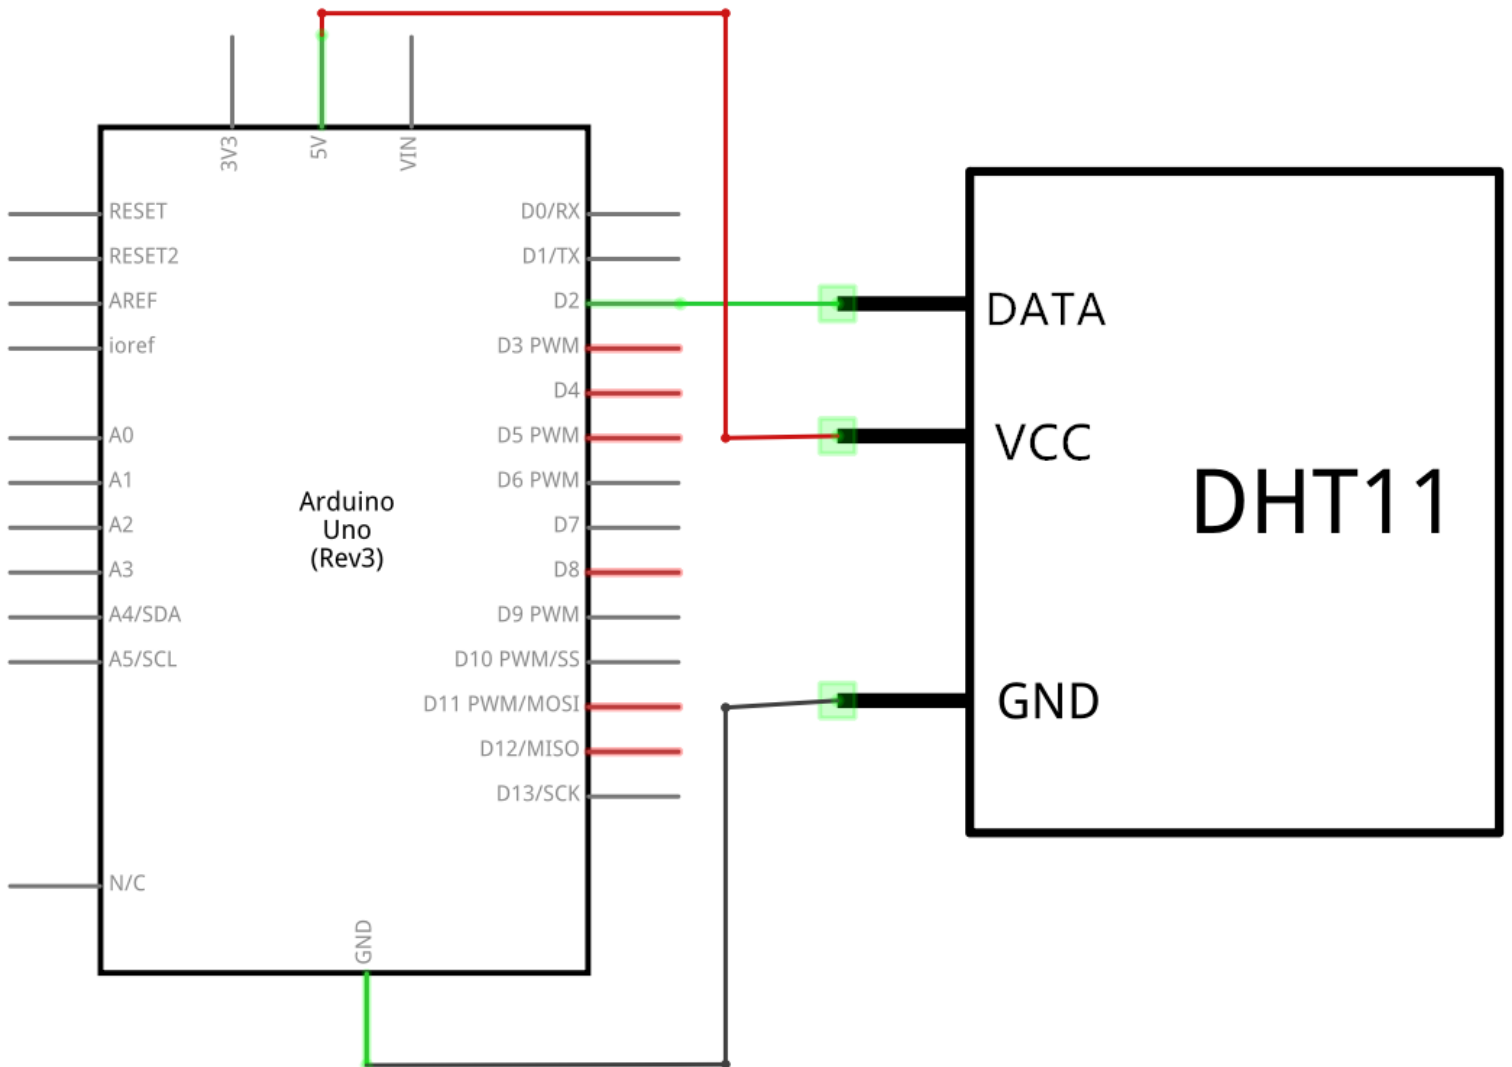 3V3
5V
VIN
RESET
RESET2
AREF
ioref
A0
A1
A2
A3
A4/SDA
A5/SCL
N/C
Arduino
Uno
(Rev3)
D0/RX
D1/TX
D2
D3 PWM
D4
D5 PWM
D6 PWM
D7
D8
D9 PWM
D10 PWM/SS
D11 PWM/MOSI
D12/MISO
D13/SCK
GND
DATA
VCC
DHT11
GND